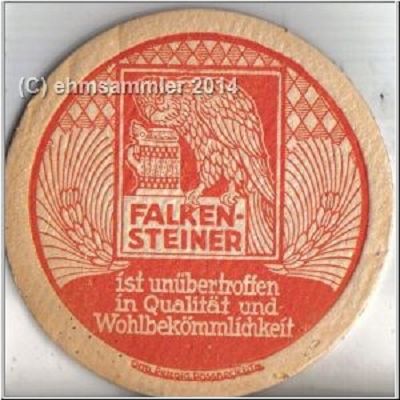 (C) ehmsammler 2014
FALKEN-
STEINER
ist unübertroffen
in Qualität und
Wohlbekömmlichkeit